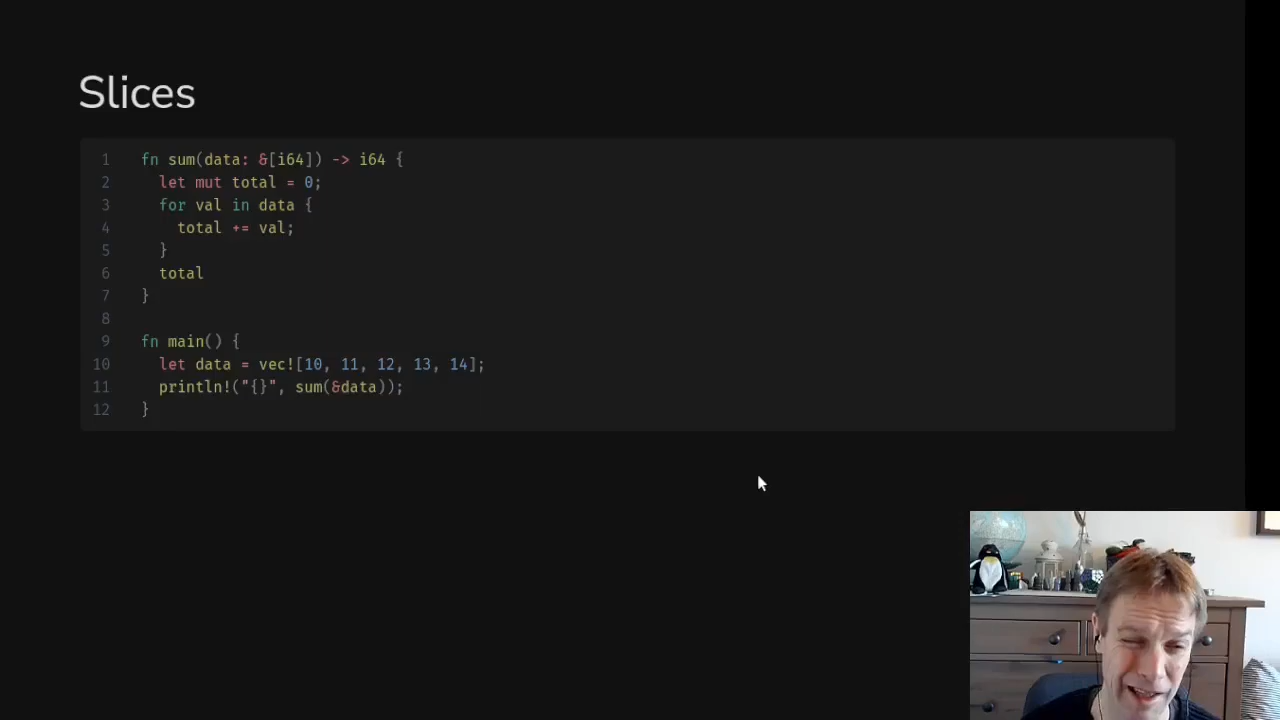 Slices
1 fn sum(data: &[i64]) -> i64 {
2 let mut total = 0;
3 for val in data {
4 total += val;
5 }
6 total
7 }
8
9 fn main() {
10 let data = vec![10, 11, 12, 13, 14];
11 println!("{}", sum(&data));
12 }